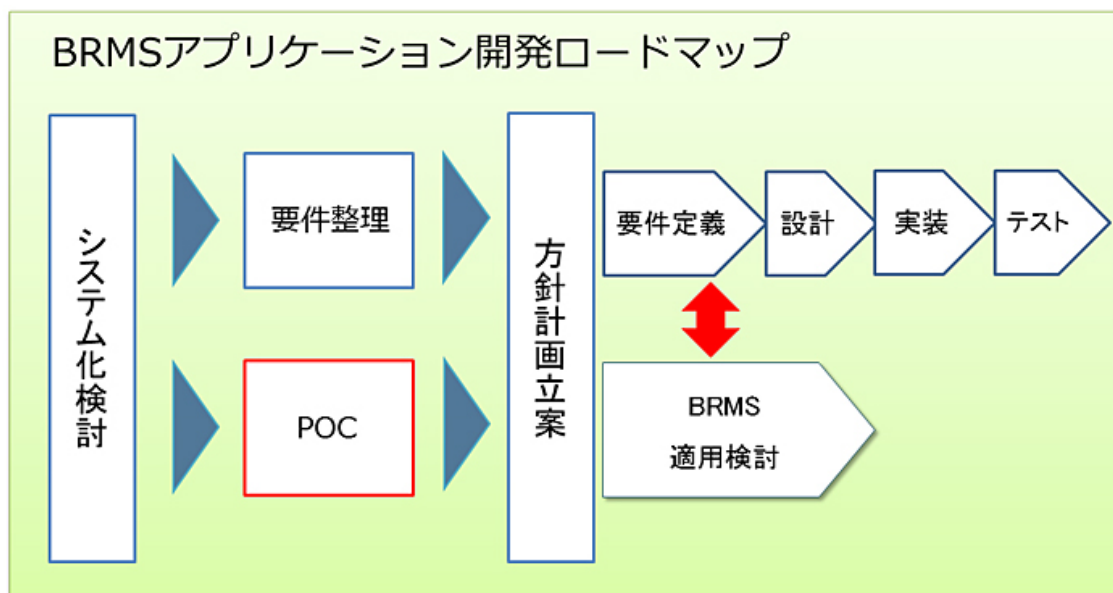 BRMSアプリケーション開発ロードマップ
システム化検討
要件整理
POC
方針計画立案
要件定義
設計
実装
テスト
BRMS
適用検討